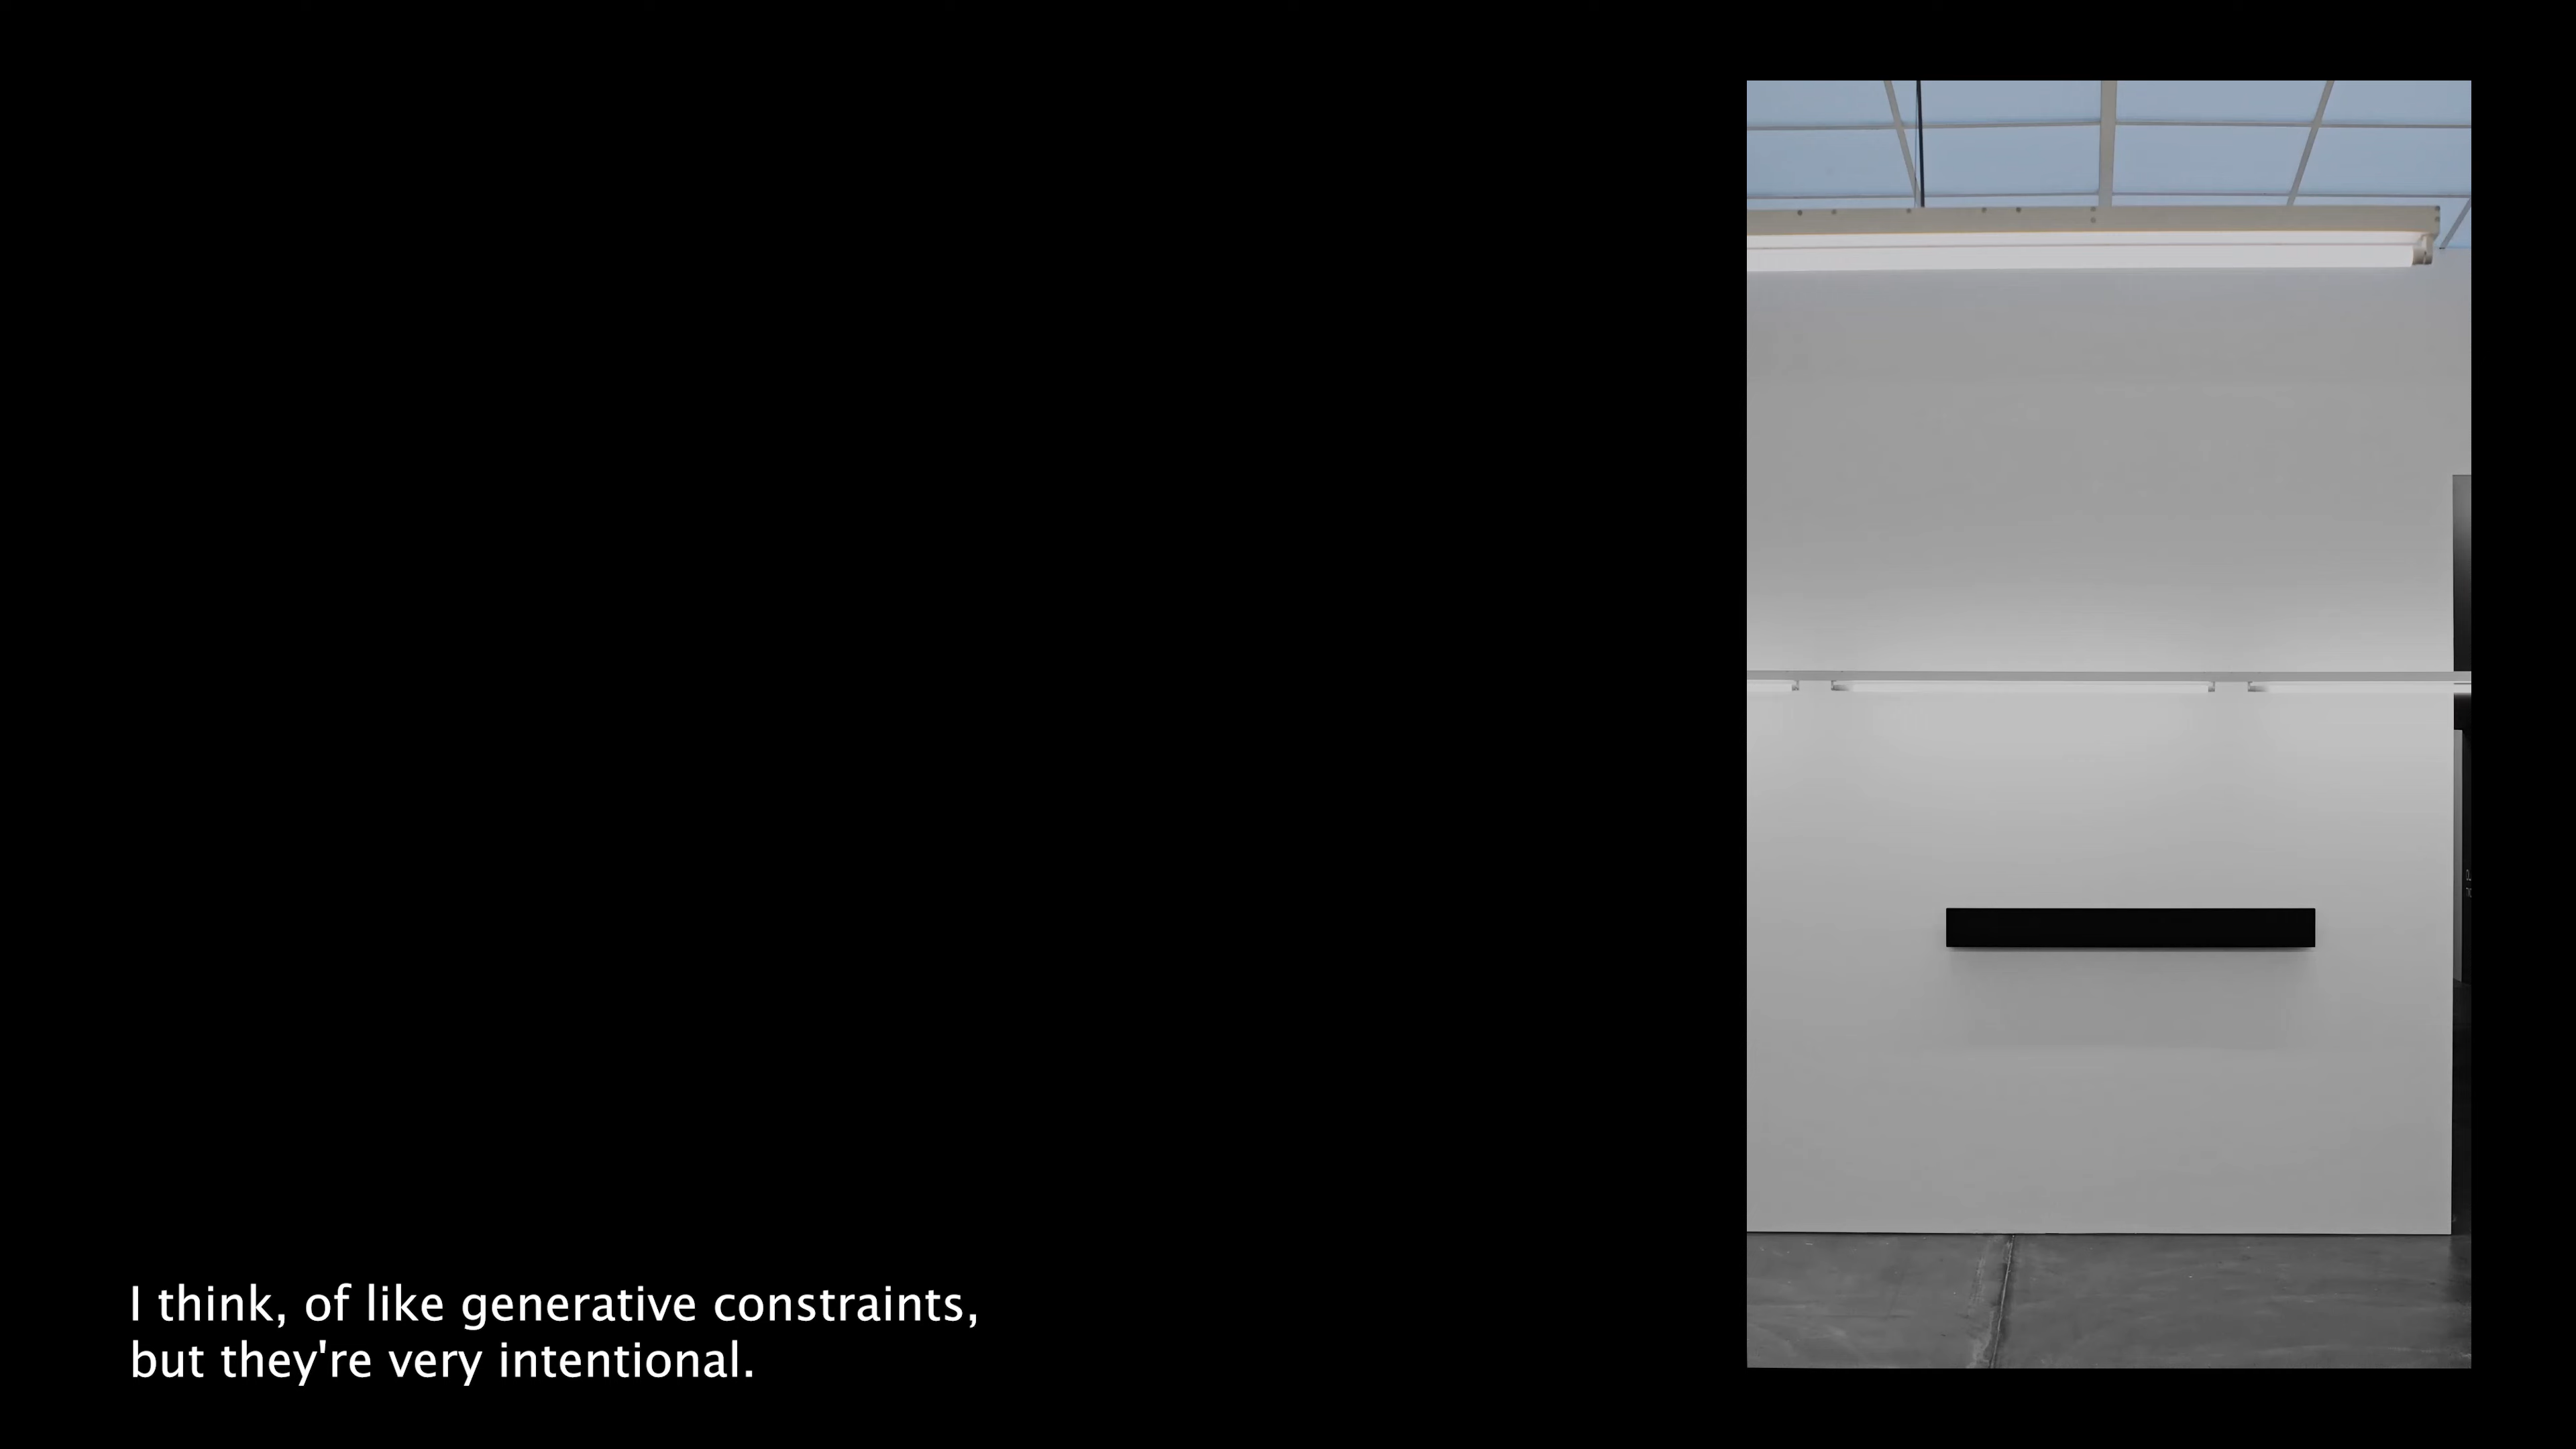 I think, of like generative constraints,
but they're very intentional.